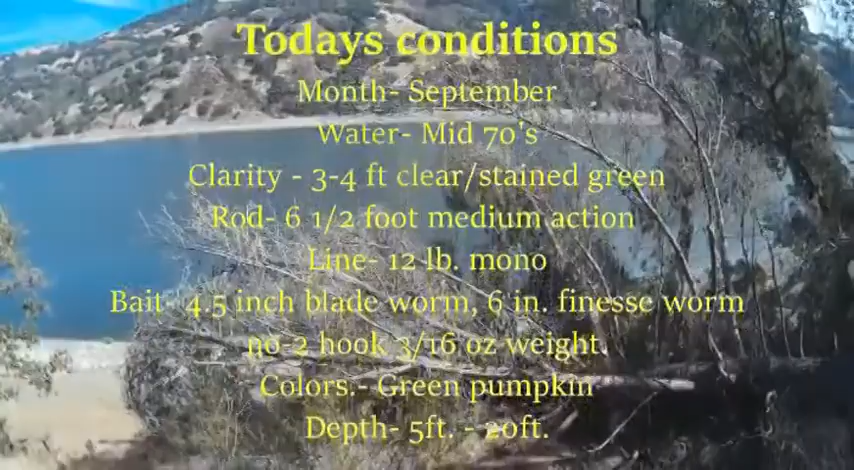 Todays conditions
Month- September
Water- Mid 70's
Clarity - 3-4 ft clear/stained green
Rod- 6 1/2 foot medium action
Line- 12 lb. mono
Bait- 4.5 inch blade worm, 6 in. finesse worm
no-2 hook 3/16 oz weight.
Colors.- Green pumpkin
Depth- 5ft. - 20ft.